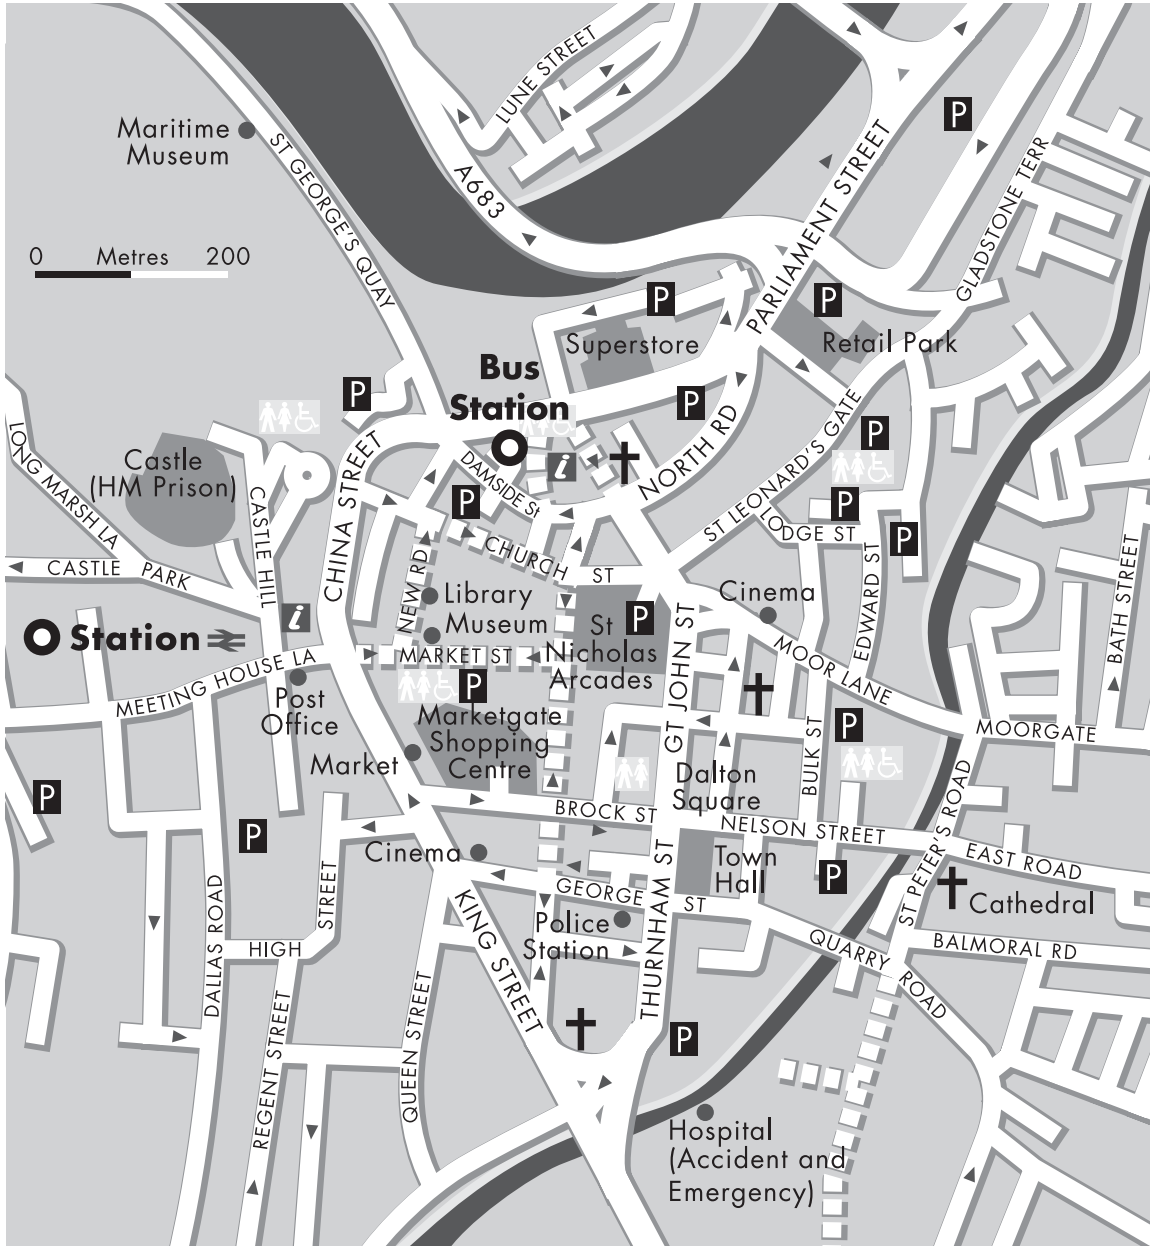 LUNE STREET
Maritime
Museum
ST GEORGE'S QUAY
A683
PARLIAMENT STREET
P
GLADSTONE TERR
0 Metres 200
P
P
Superstore
Retail Park
Bus
Station
P
P
NORTH RD
ST LEONARD'S GATE
P
LONG MARSH LA
Castle
(HM Prison)
CASTLE HILL
CHINA STREET
DAMSIDE ST
i
P
P
LODGE ST
P
CHURCH ST
CASTLE PARK
NEW RD
Library
Museum
Cinema
EDWARD ST
BATH STREET
i
Station
P
St
Nicholas
Arcades
MARKET ST
GT JOHN ST
MOOR LANE
MEETING HOUSE LA
Post
Office
P
Marketgate
Shopping
Centre
Market
P
MOORGATE
BULK ST
Dalton
Square
P
BROCK ST
NELSON STREET
ST PETER'S ROAD
P
Cinema
EAST ROAD
Town
Hall
P
Cathedral
GEORGE ST
KING STREET
Police
Station
THURNHAM ST
DALLAS ROAD
HIGH STREET
QUARRY ROAD
BALMORAL RD
REGENT STREET
QUEEN STREET
P
Hospital
(Accident and
Emergency)